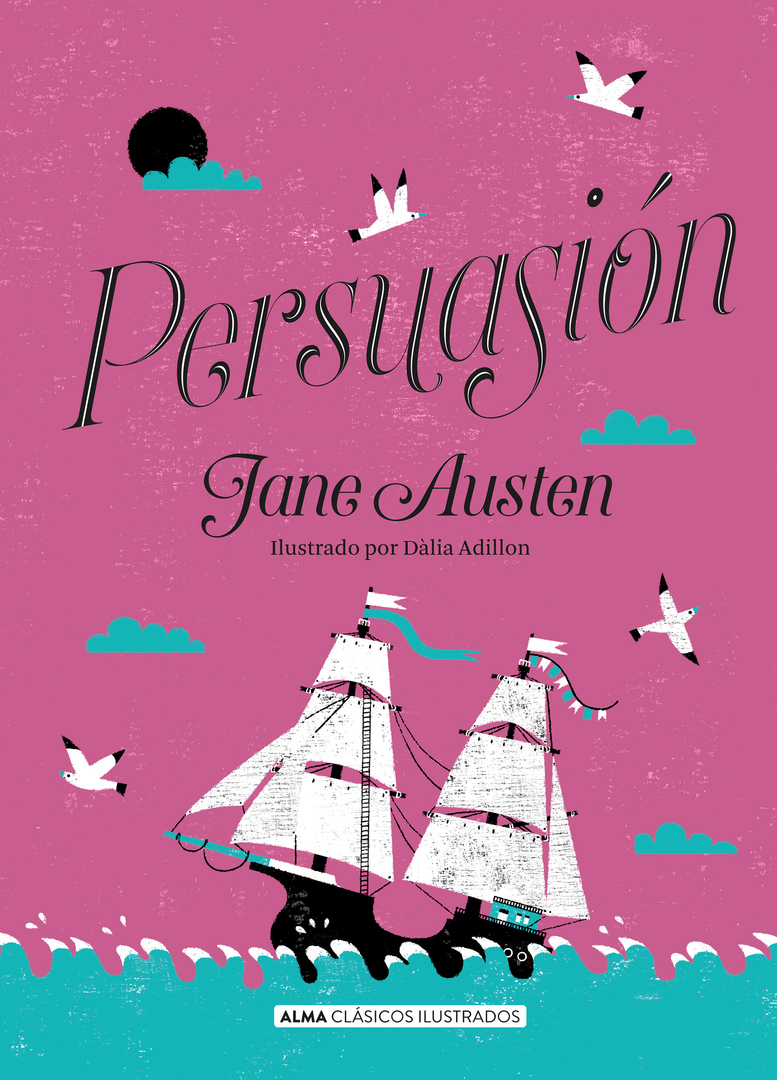 Persuasión
Jane Austen
Ilustrado por Dàlia Adillon
ALMA CLÁSICOS ILUSTRADOS